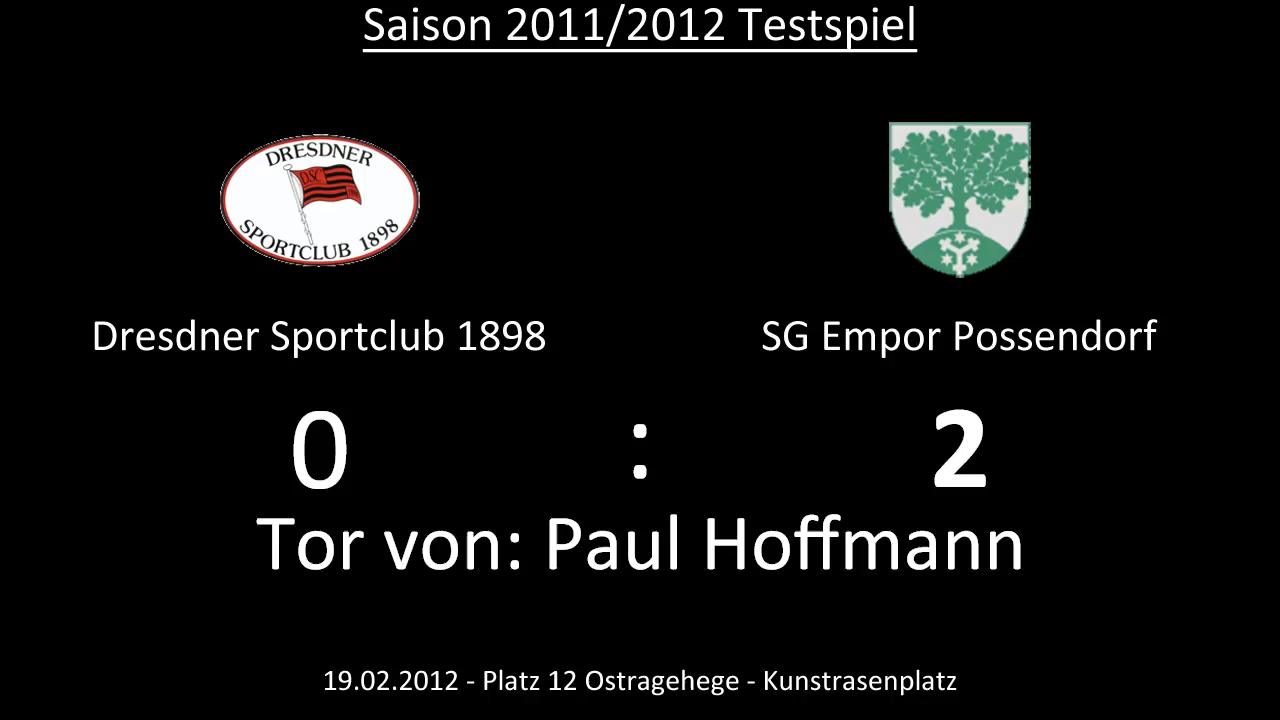 Saison 2011/2012 Testspiel
DRESDNER
DSC
SPORTCLUB 1898
Dresdner Sportclub 1898
SG Empor Possendorf
0 : 2
Tor von: Paul Hoffmann
19.02.2012 - Platz 12 Ostragehege - Kunstrasenplatz